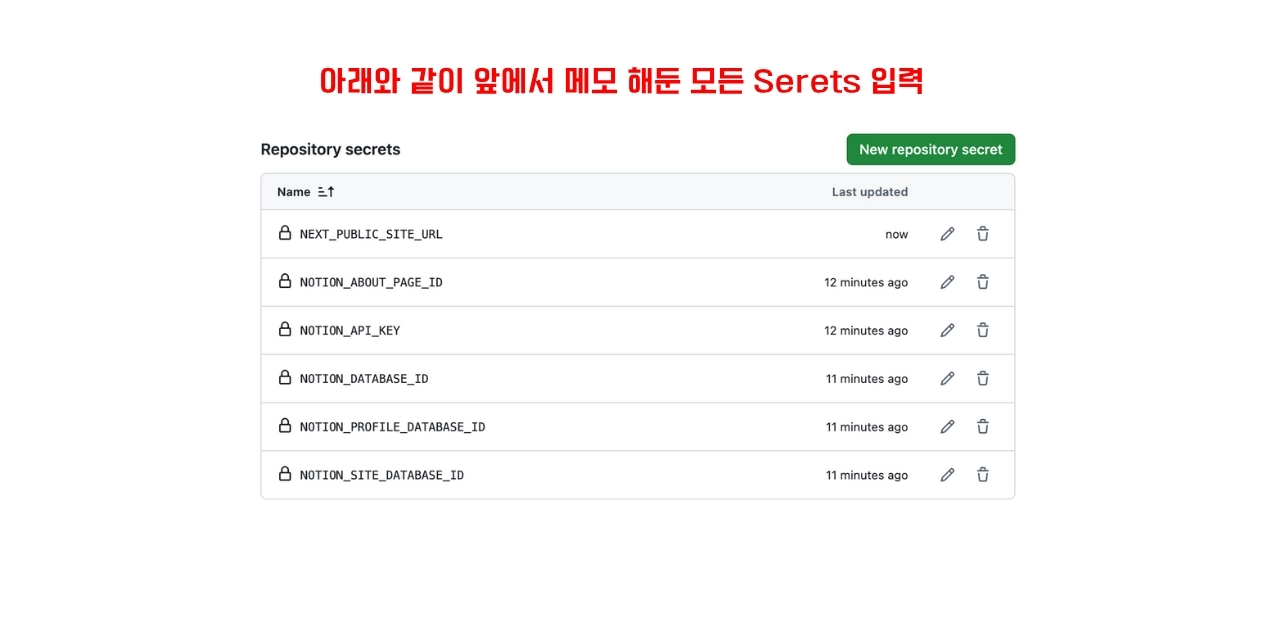 아래와 같이 앞에서 메모 해둔 모든 Serets 입력
Repository secrets
New repository secret
Name Last updated
NEXT_PUBLIC_SITE_URL now
NOTION_ABOUT_PAGE_ID 12 minutes ago
NOTION_API_KEY 12 minutes ago
NOTION_DATABASE_ID 11 minutes ago
NOTION_PROFILE_DATABASE_ID 11 minutes ago
NOTION_SITE_DATABASE_ID 11 minutes ago